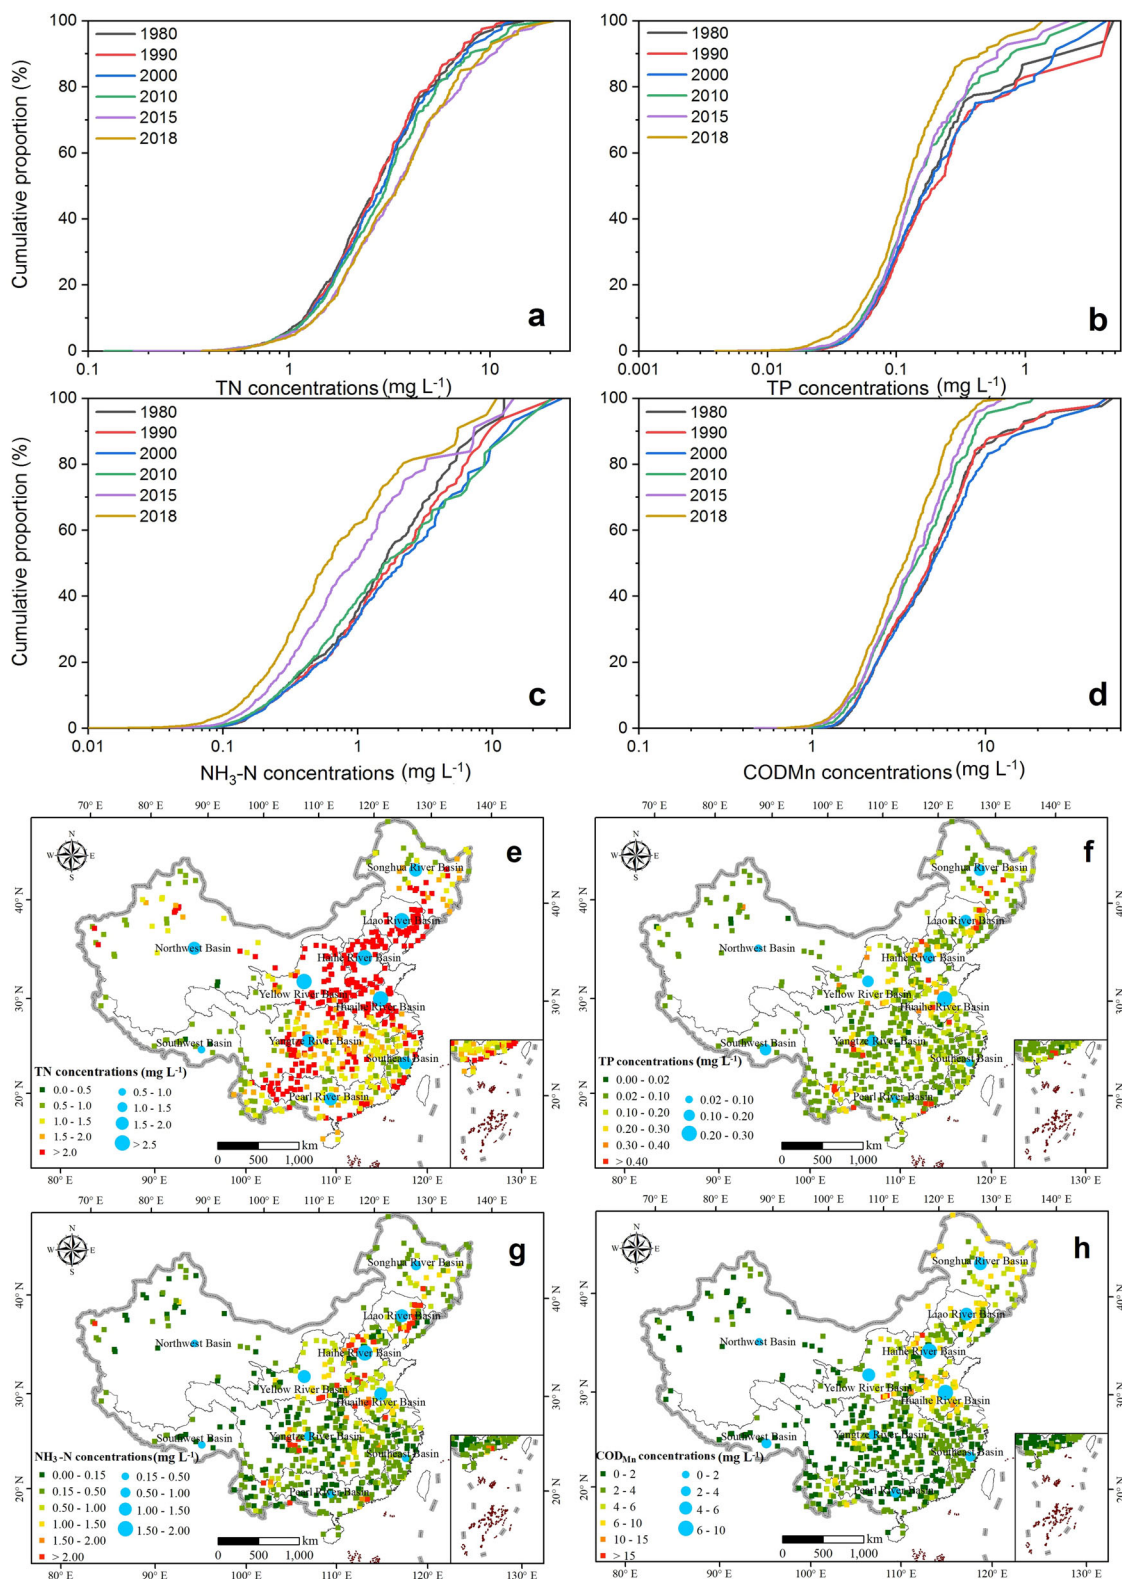 Cumulative proportion (%)
100
80
60
40
20
0
1980
1990
2000
2010
2015
2018
a
0.1
1
10
TN concentrations (mg L-1)
Cumulative proportion (%)
100
80
60
40
20
0
1980
1990
2000
2010
2015
2018
b
0.001
0.01
0.1
1
TP concentrations (mg L-1)
Cumulative proportion (%)
100
80
60
40
20
0
1980
1990
2000
2010
2015
2018
c
0.01
0.1
1
10
NH3-N concentrations (mg L-1)
Cumulative proportion (%)
100
80
60
40
20
0
1980
1990
2000
2010
2015
2018
d
0.1
1
10
CODMn concentrations (mg L-1)
70° E 80° E 90° E 100° E 110° E 120° E 130° E 140° E
N
W E
S
e
40° N
30° N
20° N
40° N
30° N
20° N
Songhua River Basin
Liao River Basin
Northwest Basin
Haihe River Basin
Yellow River Basin
Huaihe River Basin
Southwest Basin
Yangtze River Basin
Southeast Basin
Pearl River Basin
TN concentrations (mg L-1)
0.0 - 0.5
0.5 - 1.0
1.0 - 1.5
1.5 - 2.0
> 2.0
0.5 - 1.0
1.0 - 1.5
1.5 - 2.0
> 2.5
km
0 500 1,000
80° E 90° E 100° E 110° E 120° E 130° E
70° E 80° E 90° E 100° E 110° E 120° E 130° E 140° E
N
W E
S
f
40° N
30° N
20° N
40° N
30° N
20° N
Songhua River Basin
Liao River Basin
Northwest Basin
Haihe River Basin
Yellow River Basin
Huaihe River Basin
Southwest Basin
Yangtze River Basin
Southeast Basin
Pearl River Basin
TP concentrations (mg L-1)
0.00 - 0.02
0.02 - 0.10
0.10 - 0.20
0.20 - 0.30
0.30 - 0.40
> 0.40
0.02 - 0.10
0.10 - 0.20
0.20 - 0.30
km
0 500 1,000
80° E 90° E 100° E 110° E 120° E 130° E
70° E 80° E 90° E 100° E 110° E 120° E 130° E 140° E
N
W E
S
g
40° N
30° N
20° N
40° N
30° N
20° N
Songhua River Basin
Liao River Basin
Northwest Basin
Haihe River Basin
Yellow River Basin
Huaihe River Basin
Southwest Basin
Yangtze River Basin
Southeast Basin
Pearl River Basin
NH3-N concentrations (mg L-1)
0.00 - 0.15
0.15 - 0.50
0.50 - 1.00
1.00 - 1.50
1.50 - 2.00
> 2.00
0.15 - 0.50
0.50 - 1.00
1.00 - 1.50
1.50 - 2.00
km
0 500 1,000
80° E 90° E 100° E 110° E 120° E 130° E
70° E 80° E 90° E 100° E 110° E 120° E 130° E 140° E
N
W E
S
h
40° N
30° N
20° N
40° N
30° N
20° N
Songhua River Basin
Liao River Basin
Northwest Basin
Haihe River Basin
Yellow River Basin
Huaihe River Basin
Southwest Basin
Yangtze River Basin
Southeast Basin
Pearl River Basin
CODMn concentrations (mg L-1)
0 - 2
2 - 4
4 - 6
6 - 10
10 - 15
> 15
0 - 2
2 - 4
4 - 6
6 - 10
km
0 500 1,000
80° E 90° E 100° E 110° E 120° E 130° E